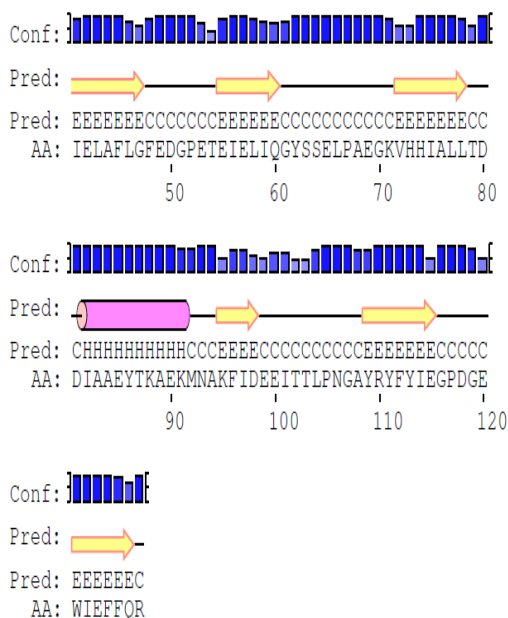 Conf:
Pred:
Pred: EEEEEEECCCCCCCEEEEEECCCCCCCCCCCEEEEEEECC
AA: IELAFLGFEDGPETEIELIQGYSSELPAEGKVHHIALLTD
50 60 70 80
Conf:
Pred:
Pred: CHHHHHHHHHHCCCEEEECCCCCCCCCCEEEEEEECCCCC
AA: DIAAEYTKAEKMNAKFIDEEITTLPNGAYRYFYIEGPDGE
90 100 110 120
Conf:
Pred:
Pred: EEEEEEC
AA: WIEFFQR